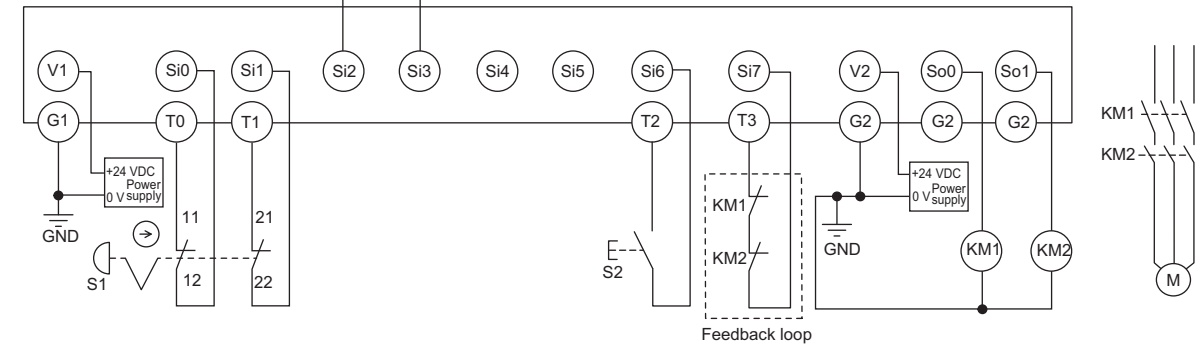 V1 Si0 Si1 Si2 Si3 Si4 Si5 Si6 Si7 V2 So0 So1
G1 T0 T1 T2 T3 G2 G2 G2
KM1
KM2
+24 VDC
Power
0 V supply
GND
S1
11
12
21
22
S2
KM1
KM2
Feedback loop
+24 VDC
Power
0 V supply
GND
KM1
KM2
M